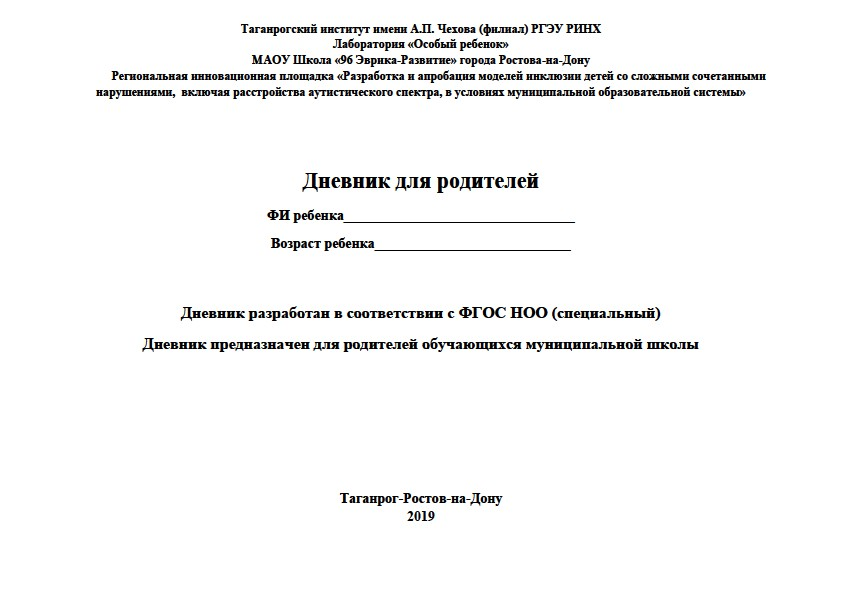 Таганрогский институт имени А.П. Чехова (филиал) РГЭУ РИНХ
Лаборатория «Особый ребенок»
МАОУ Школа «96 Эврика-Развитие» города Ростова-на-Дону
Региональная инновационная площадка «Разработка и апробация моделей инклюзии детей со сложными сочетанными
нарушениями, включая расстройства аутистического спектра, в условиях муниципальной образовательной системы»
Дневник для родителей
ФИ ребенка_________________________________
Возраст ребенка____________________________
Дневник разработан в соответствии с ФГОС НОО (специальный)
Дневник предназначен для родителей обучающихся муниципальной школы
Таганрог-Ростов-на-Дону
2019